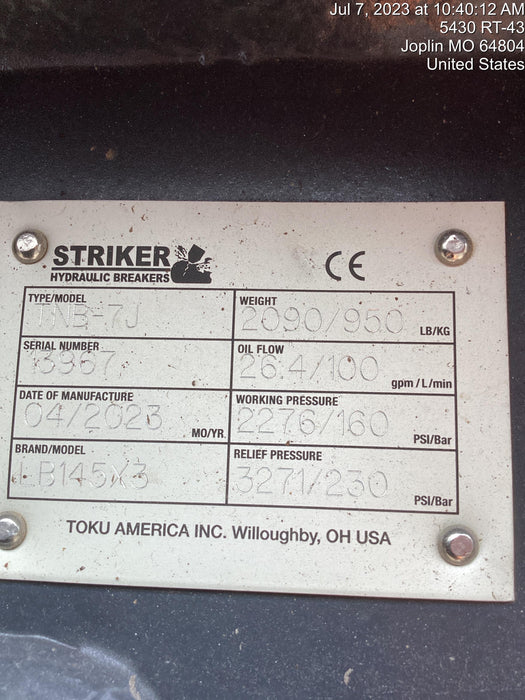 Jul 7, 2023 at 10:40:12 AM
5430 RT-43
Joplin MO 64804
United States
STRIKER
HYDRAULIC BREAKERS
CE
TYPE/MODEL
TNB-7J
WEIGHT
2090/950 LB/KG
SERIAL NUMBER
13967
OIL FLOW
26.4/100 gpm / L/min
DATE OF MANUFACTURE
04/2023 MO/YR.
WORKING PRESSURE
2276/160 PSI/Bar
BRAND/MODEL
LB145X3
RELIEF PRESSURE
3271/230 PSI/Bar
TOKU AMERICA INC. Willoughby, OH USA